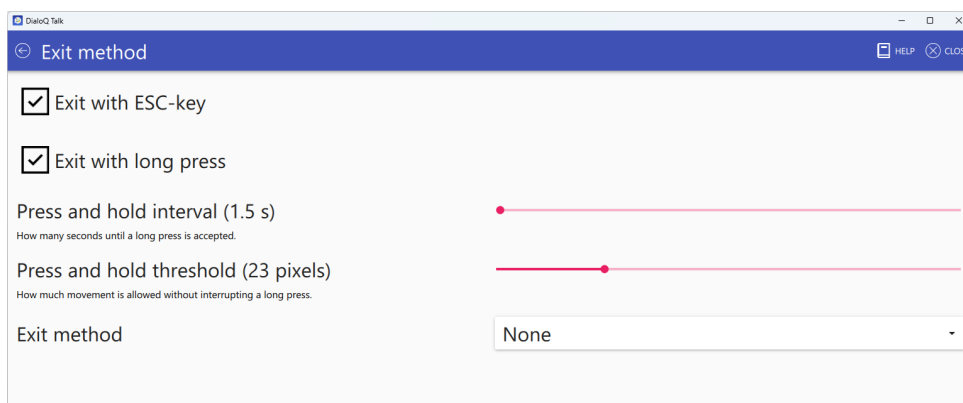 DialoQ Talk
Exit method
HELP
CLOS
Exit with ESC-key
Exit with long press
Press and hold interval (1.5 s)
How many seconds until a long press is accepted.
Press and hold threshold (23 pixels)
How much movement is allowed without interrupting a long press.
Exit method
None